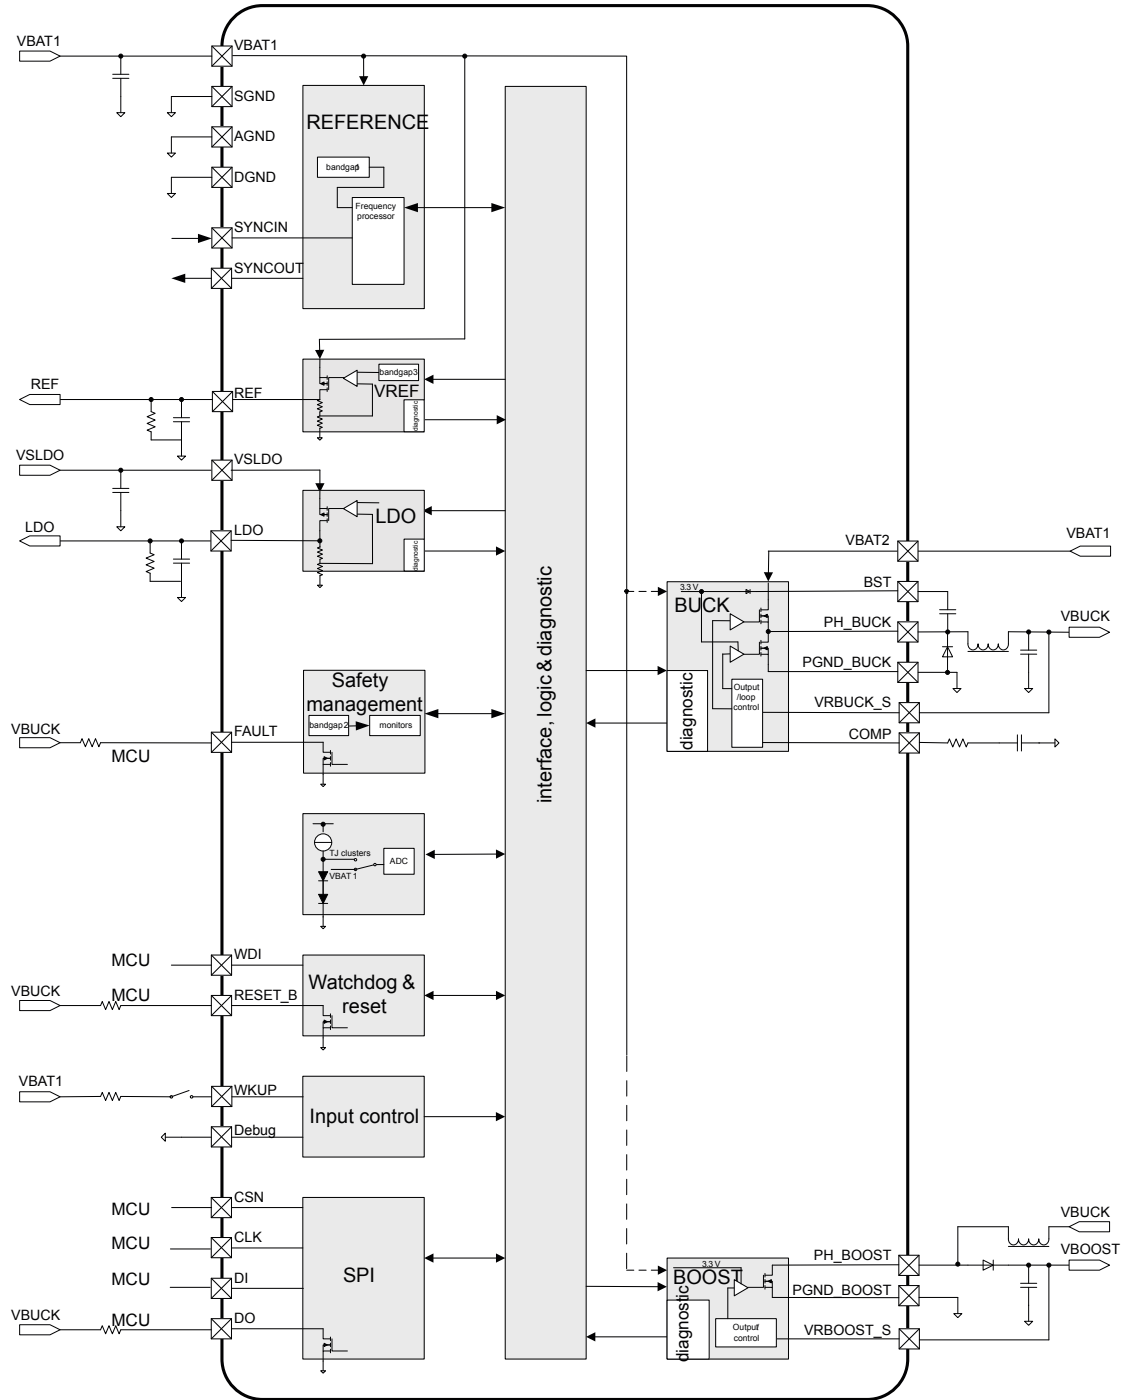 VBAT1
VBAT1
SGND
AGND
DGND
SYNCIN
SYNCOUT
REFERENCE
bandgap1
Frequency
processor
REF
REF
bandgap3
VREF
diagnostic
VSLDO
VSLDO
LDO
LDO
LDO
diagnostic
interface, logic & diagnostic
Safety
management
bandgap2
monitors
VBUCK
MCU
FAULT
TJ clusters
VBAT1
ADC
MCU
WDI
VBUCK
MCU
RESET_B
Watchdog &
reset
VBAT1
WKUP
Debug
Input control
MCU
CSN
MCU
CLK
MCU
DI
VBUCK
MCU
DO
SPI
VBAT2
VBAT1
3.3 V
BUCK
BST
PH_BUCK
VBUCK
PGND_BUCK
Output
/loop
control
diagnostic
VRBUCK_S
COMP
VBUCK
3.3 V
BOOST
PH_BOOST
VBOOST
PGND_BOOST
Output/
control
diagnostic
VRBOOST_S